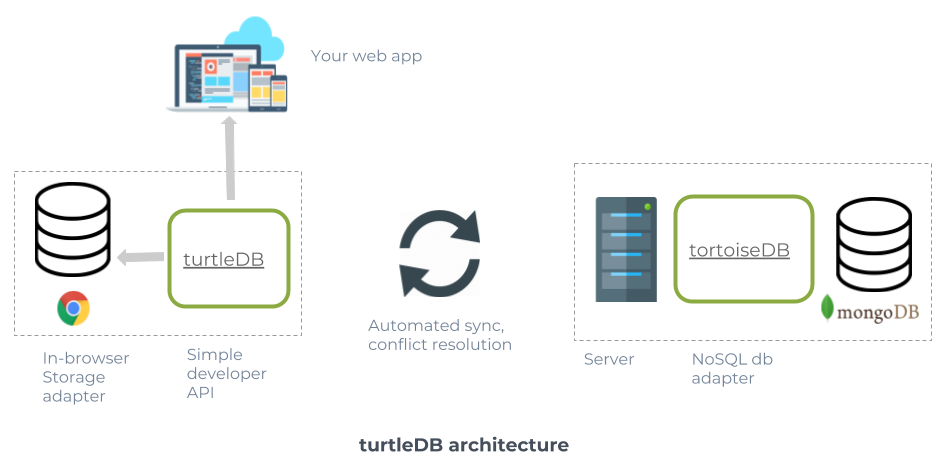 Your web app
turtleDB
tortoiseDB
mongoDB
Automated sync,
conflict resolution
In-browser
Storage
adapter
Simple
developer
API
Server
NoSQL db
adapter
turtleDB architecture